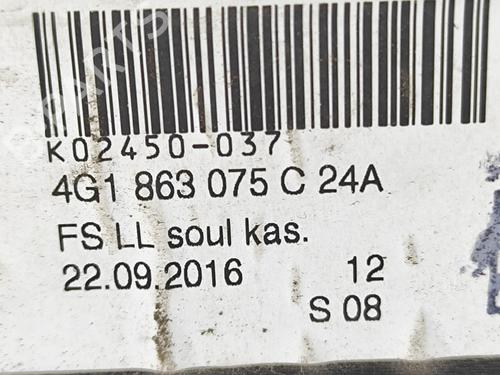 K02450-037
4G1 863 075 C 24A
FS LL soul kas.
22.09.2016 12
S 08